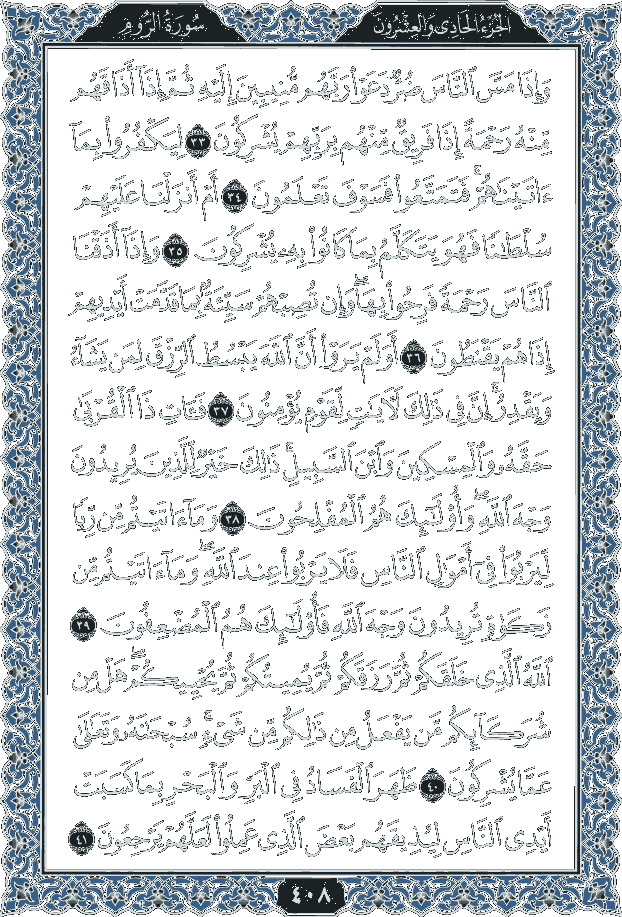 الجزء الحادي والعشرون
سورة الروم
وَإِذَا مَسَّ ٱلنَّاسَ ضُرٌّ دَعَوۡاْ رَبَّهُم مُّنِيبِينَ إِلَيۡهِ ثُمَّ إِذَآ أَذَاقَهُم
مِّنۡهُ رَحۡمَةً إِذَا فَرِيقٌ مِّنۡهُم بِرَبِّهِمۡ يُشۡرِكُونَ ٣٣ لِيَكۡفُرُواْ بِمَآ
ءَاتَيۡنَٰهُمۡۚ فَتَمَتَّعُواْ فَسَوۡفَ تَعۡلَمُونَ ٣٤ أَمۡ أَنزَلۡنَا عَلَيۡهِمۡ
سُلۡطَٰنًا فَهُوَ يَتَكَلَّمُ بِمَا كَانُواْ بِهِۦ يُشۡرِكُونَ ٣٥ وَإِذَآ أَذَقۡنَا
ٱلنَّاسَ رَحۡمَةً فَرِحُواْ بِهَاۖ وَإِن تُصِبۡهُمۡ سَيِّئَةُۢ بِمَا قَدَّمَتۡ أَيۡدِيهِمۡ
إِذَا هُمۡ يَقۡنَطُونَ ٣٦ أَوَلَمۡ يَرَوۡاْ أَنَّ ٱللَّهَ يَبۡسُطُ ٱلرِّزۡقَ لِمَن يَشَآءُ
وَيَقۡدِرُۚ إِنَّ فِي ذَٰلِكَ لَأٓيَٰتٍ لِّقَوۡمٍ يُؤۡمِنُونَ ٣٧ فَـَٔاتِ ذَا ٱلۡقُرۡبَىٰ
حَقَّهُۥ وَٱلۡمِسۡكِينَ وَٱبۡنَ ٱلسَّبِيلِۚ ذَٰلِكَ خَيۡرٌ لِّلَّذِينَ يُرِيدُونَ
وَجۡهَ ٱللَّهِۖ وَأُوْلَٰٓئِكَ هُمُ ٱلۡمُفۡلِحُونَ ٣٨ وَمَآ ءَاتَيۡتُم مِّن رِّبًا
لِّيَرۡبُوَاْ فِيٓ أَمۡوَٰلِ ٱلنَّاسِ فَلَا يَرۡبُواْ عِندَ ٱللَّهِۖ وَمَآ ءَاتَيۡتُم مِّن
زَكَوٰةٍ تُرِيدُونَ وَجۡهَ ٱللَّهِ فَأُوْلَٰٓئِكَ هُمُ ٱلۡمُضۡعِفُونَ ٣٩
ٱللَّهُ ٱلَّذِي خَلَقَكُمۡ ثُمَّ رَزَقَكُمۡ ثُمَّ يُمِيتُكُمۡ ثُمَّ يُحۡيِيكُمۡۖ هَلۡ مِن
شُرَكَآئِكُم مَّن يَفۡعَلُ مِن ذَٰلِكُم مِّن شَيۡءٍۚ سُبۡحَٰنَهُۥ وَتَعَٰلَىٰ
عَمَّا يُشۡرِكُونَ ٤٠ ظَهَرَ ٱلۡفَسَادُ فِي ٱلۡبَرِّ وَٱلۡبَحۡرِ بِمَا كَسَبَتۡ
أَيۡدِي ٱلنَّاسِ لِيُذِيقَهُم بَعۡضَ ٱلَّذِي عَمِلُواْ لَعَلَّهُمۡ يَرۡجِعُونَ ٤١
٤٠٨